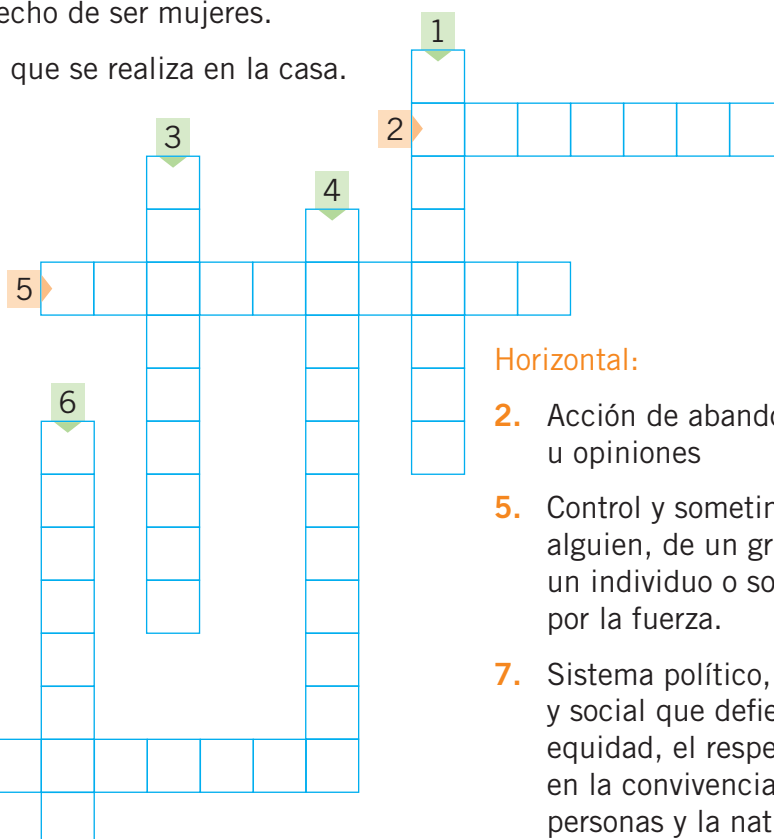 echo de ser mujeres.
que se realiza en la casa.
1
2
3
4
5
6
Horizontal:
2. Acción de abando
u opiniones
5. Control y sometin
alguien, de un gr
un individuo o so
por la fuerza.
7. Sistema político,
y social que defie
equidad, el respe
en la convivencia
personas y la nat